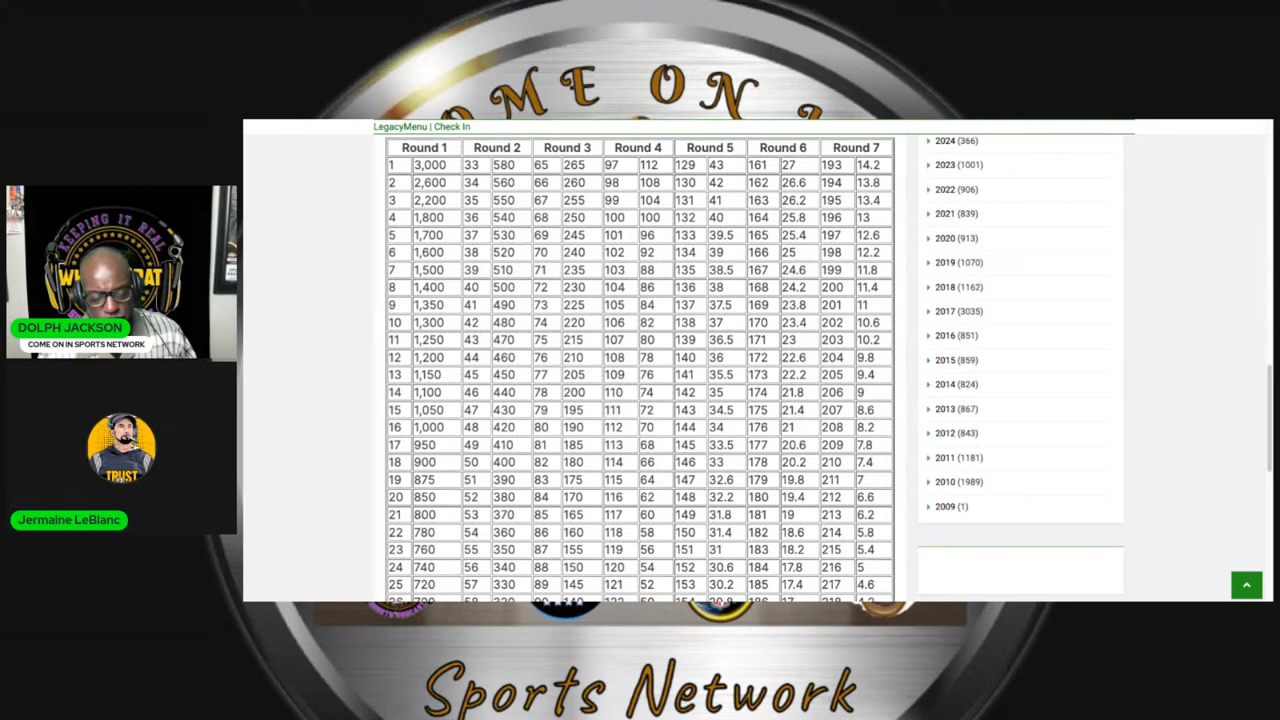 OME ON
LegacyMenu | Check In
Round 1 Round 2 Round 3 Round 4 Round 5 Round 6 Round 7
1 3,000 33 580 65 265 97 112 129 43 161 27 193 14.2
2 2,600 34 560 66 260 98 108 130 42 162 26.6 194 13.8
3 2,200 35 550 67 255 99 104 131 41 163 26.2 195 13.4
4 1,800 36 540 68 250 100 100 132 40 164 25.8 196 13
5 1,700 37 530 69 245 101 96 133 39.5 165 25.4 197 12.6
6 1,600 38 520 70 240 102 92 134 39 166 25 198 12.2
7 1,500 39 510 71 235 103 88 135 38.5 167 24.6 199 11.8
8 1,400 40 500 72 230 104 86 136 38 168 24.2 200 11.4
9 1,350 41 490 73 225 105 84 137 37.5 169 23.8 201 11
10 1,300 42 480 74 220 106 82 138 37 170 23.4 202 10.6
11 1,250 43 470 75 215 107 80 139 36.5 171 23 203 10.2
12 1,200 44 460 76 210 108 78 140 36 172 22.6 204 9.8
13 1,150 45 450 77 205 109 76 141 35.5 173 22.2 205 9.4
14 1,100 46 440 78 200 110 74 142 35 174 21.8 206 9
15 1,050 47 430 79 195 111 72 143 34.5 175 21.4 207 8.6
16 1,000 48 420 80 190 112 70 144 34 176 21 208 8.2
17 950 49 410 81 185 113 68 145 33.5 177 20.6 209 7.8
18 900 50 400 82 180 114 66 146 33 178 20.2 210 7.4
19 875 51 390 83 175 115 64 147 32.6 179 19.8 211 7
20 850 52 380 84 170 116 62 148 32.2 180 19.4 212 6.6
21 800 53 370 85 165 117 60 149 31.8 181 19 213 6.2
22 780 54 360 86 160 118 58 150 31.4 182 18.6 214 5.8
23 760 55 350 87 155 119 56 151 31 183 18.2 215 5.4
24 740 56 340 88 150 120 54 152 30.6 184 17.8 216 5
25 720 57 330 89 145 121 52 153 30.2 185 17.4 217 4.6
2024 (366)
2023 (1001)
2022 (906)
2021 (839)
2020 (913)
2019 (1070)
2018 (1162)
2017 (3035)
2016 (851)
2015 (859)
2014 (824)
2013 (867)
2012 (843)
2011 (1181)
2010 (1989)
2009 (1)
KEEPING IT REAL
DOLPH JACKSON
COME ON IN SPORTS NETWORK
TRUST
Jermaine LeBlanc
Sports Network